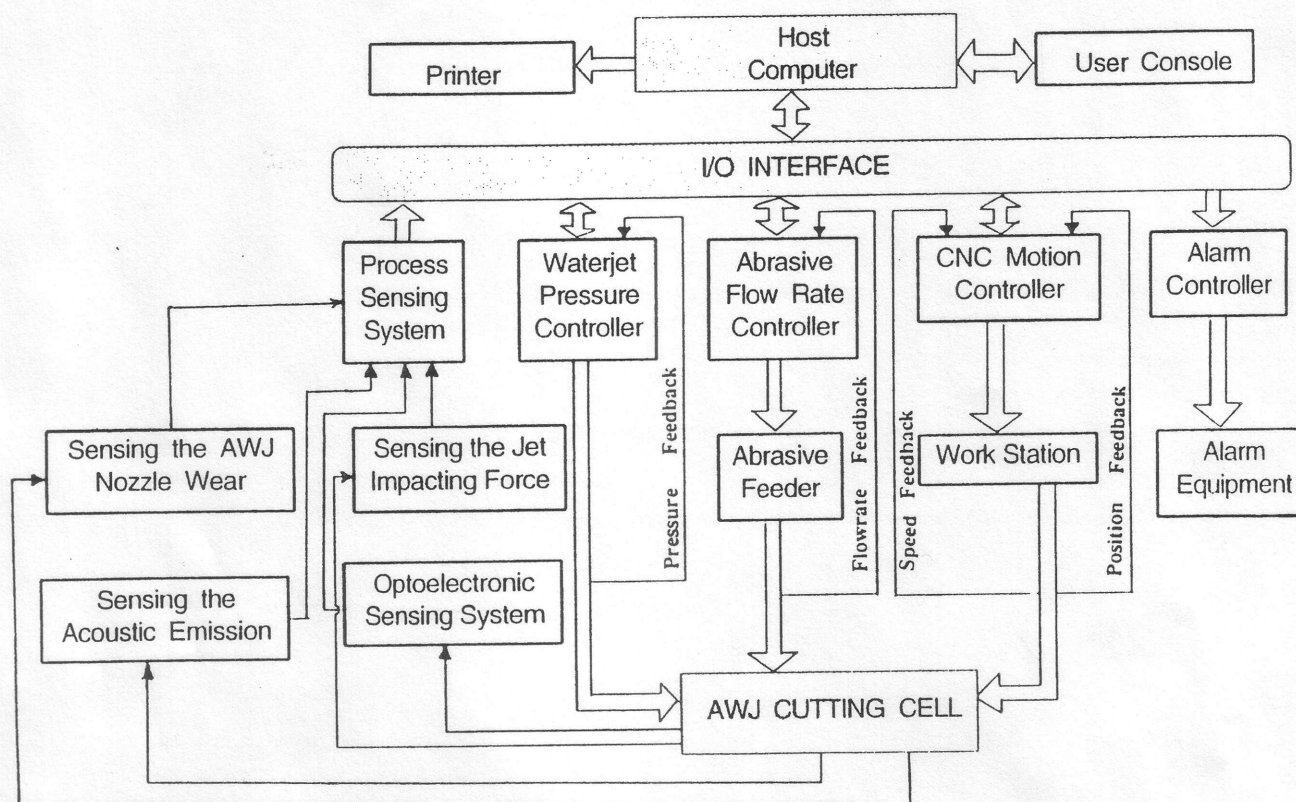 Host
Computer
Printer
User Console
I/O INTERFACE
Process
Sensing
System
Waterjet
Pressure
Controller
Abrasive
Flow Rate
Controller
CNC Motion
Controller
Alarm
Controller
Pressure Feedback
Flowrate Feedback
Speed Feedback
Position Feedback
Sensing the AWJ
Nozzle Wear
Sensing the Jet
Impacting Force
Abrasive
Feeder
Work Station
Alarm
Equipment
Sensing the
Acoustic Emission
Optoelectronic
Sensing System
AWJ CUTTING CELL